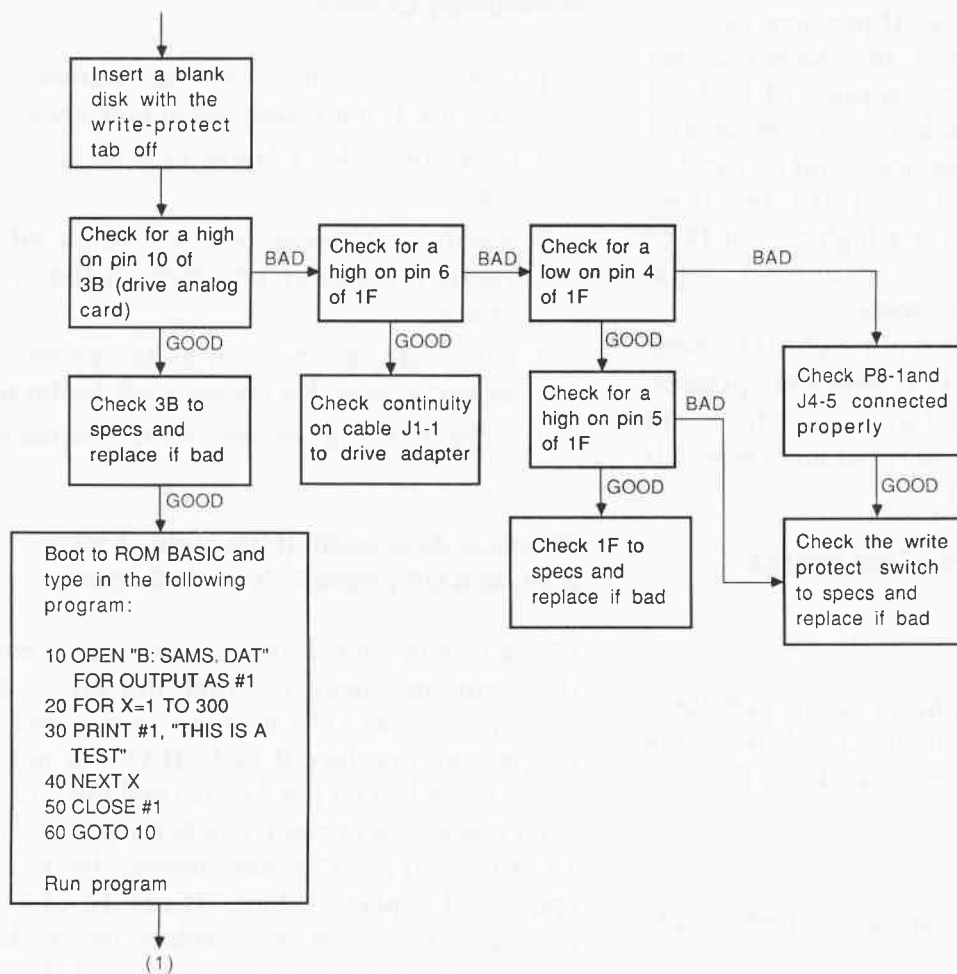 Insert a blank
disk with the
write-protect
tab off
Check for a high
on pin 10 of
3B (drive analog
card)
BAD
Check for a
high on pin 6
of 1F
BAD
Check for a
low on pin 4
of 1F
BAD
GOOD
GOOD
GOOD
Check 3B to
specs and
replace if bad
Check continuity
on cable J1-1
to drive adapter
Check for a
high on pin 5
of 1F
BAD
Check P8-1and
J4-5 connected
properly
GOOD
GOOD
GOOD
Boot to ROM BASIC and
type in the following
program:
10 OPEN "B: SAMS. DAT"
FOR OUTPUT AS #1
20 FOR X=1 TO 300
30 PRINT #1, "THIS IS A
TEST"
40 NEXT X
50 CLOSE #1
60 GOTO 10
Run program
Check 1F to
specs and
replace if bad
Check the write
protect switch
to specs and
replace if bad
(1)